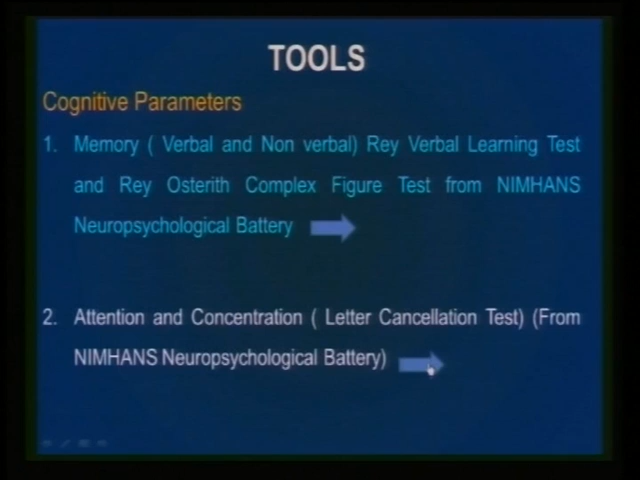 TOOLS
Cognitive Parameters
1. Memory ( Verbal and Non verbal) Rey Verbal Learning Test
and Rey Osterith Complex Figure Test from NIMHANS
Neuropsychological Battery
2. Attention and Concentration ( Letter Cancellation Test) (From
NIMHANS Neuropsychological Battery)